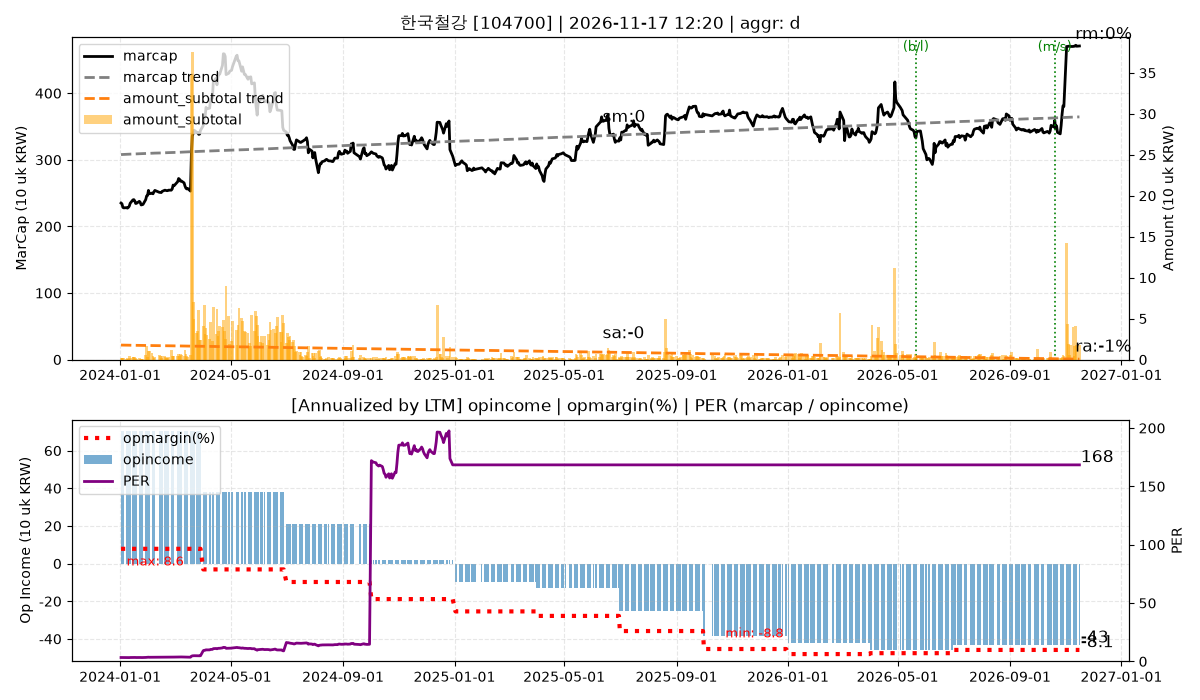 한국철강 [104700] | 2026-11-17 12:20 | aggr: d
marcap
marcap trend
amount_subtotal trend
amount_subtotal
sm:0
sa:-0
(b/l)
(m/s)
rm:0%
ra:-1%
MarCap (10 uk KRW)
0
100
200
300
400
Amount (10 uk KRW)
0
5
10
15
20
25
30
35
2024-01-01
2024-05-01
2024-09-01
2025-01-01
2025-05-01
2025-09-01
2026-01-01
2026-05-01
2026-09-01
2027-01-01
[Annualized by LTM] opincome | opmargin(%) | PER (marcap / opincome)
opmargin(%)
opincome
PER
max: 8.6
min: -8.8
168
-43
-8.1
Op Income (10 uk KRW)
60
40
20
0
-20
-40
PER
200
150
100
50
0
2024-01-01
2024-05-01
2024-09-01
2025-01-01
2025-05-01
2025-09-01
2026-01-01
2026-05-01
2026-09-01
2027-01-01